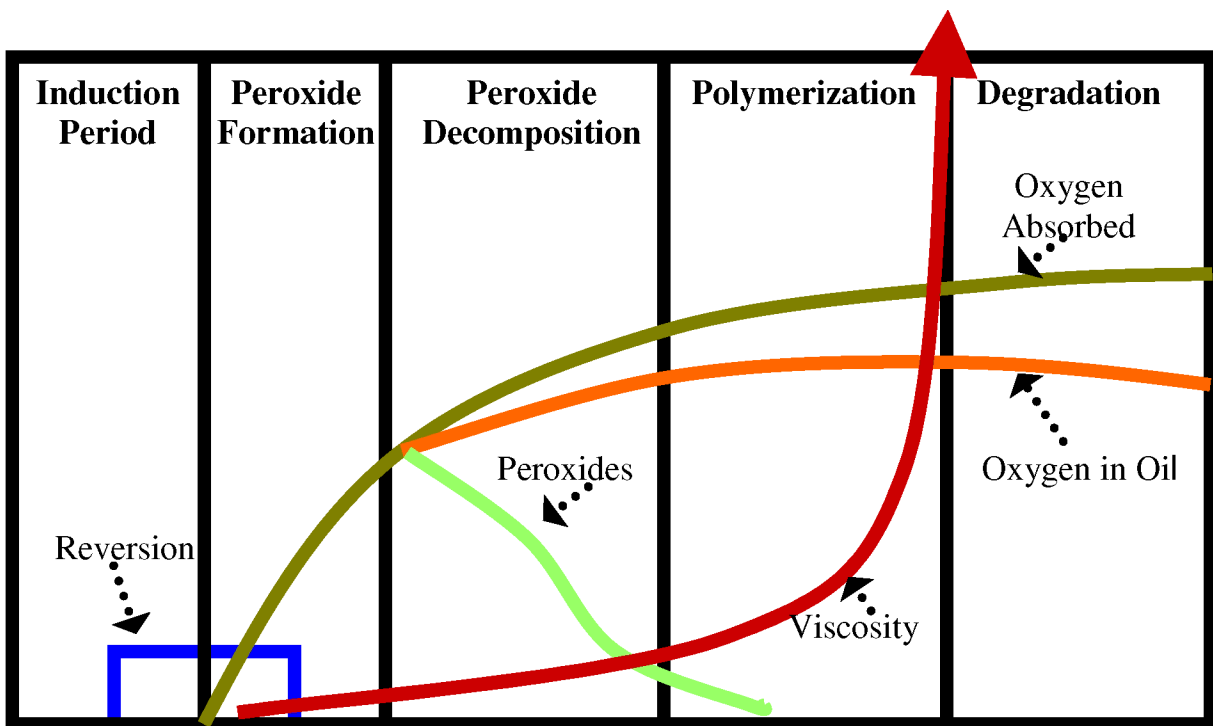 Induction
Period
Peroxide
Formation
Peroxide
Decomposition
Polymerization
Degradation
Oxygen
Absorbed
Peroxides
Oxygen in Oil
Reversion
Viscosity